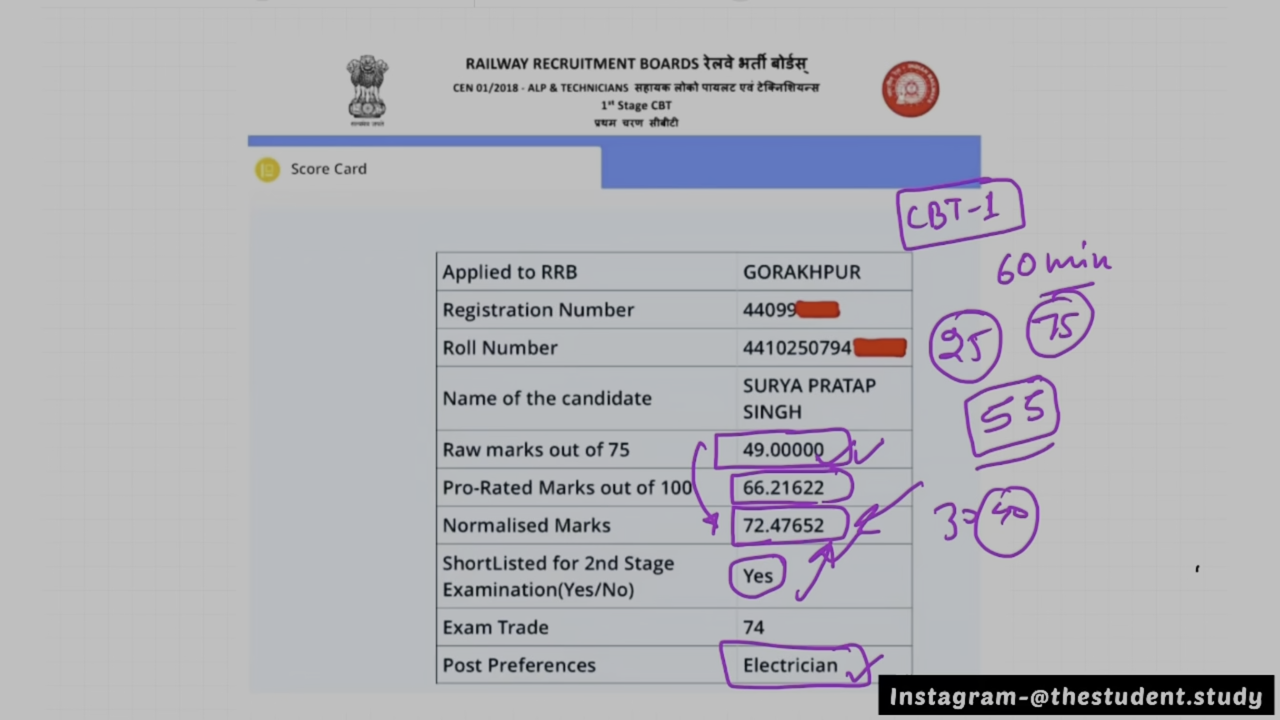 RAILWAY RECRUITMENT BOARDS रेलवे भर्ती बोर्डस्
CEN 01/2018 - ALP & TECHNICIANS सहायक लोको पायलट एवं टेक्निशियन्स
1st Stage CBT
प्रथम चरण सीबीटी
सत्यमेव जयते
Score Card
CBT-1
60 min
Applied to RRB GORAKHPUR
Registration Number 44099
Roll Number 4410250794
25 75
Name of the candidate SURYA PRATAP SINGH
55
Raw marks out of 75 49.00000
Pro-Rated Marks out of 100 66.21622
Normalised Marks 72.47652
40
ShortListed for 2nd Stage Examination(Yes/No) Yes
Exam Trade 74
Post Preferences Electrician
Instagram-@thestudent.study